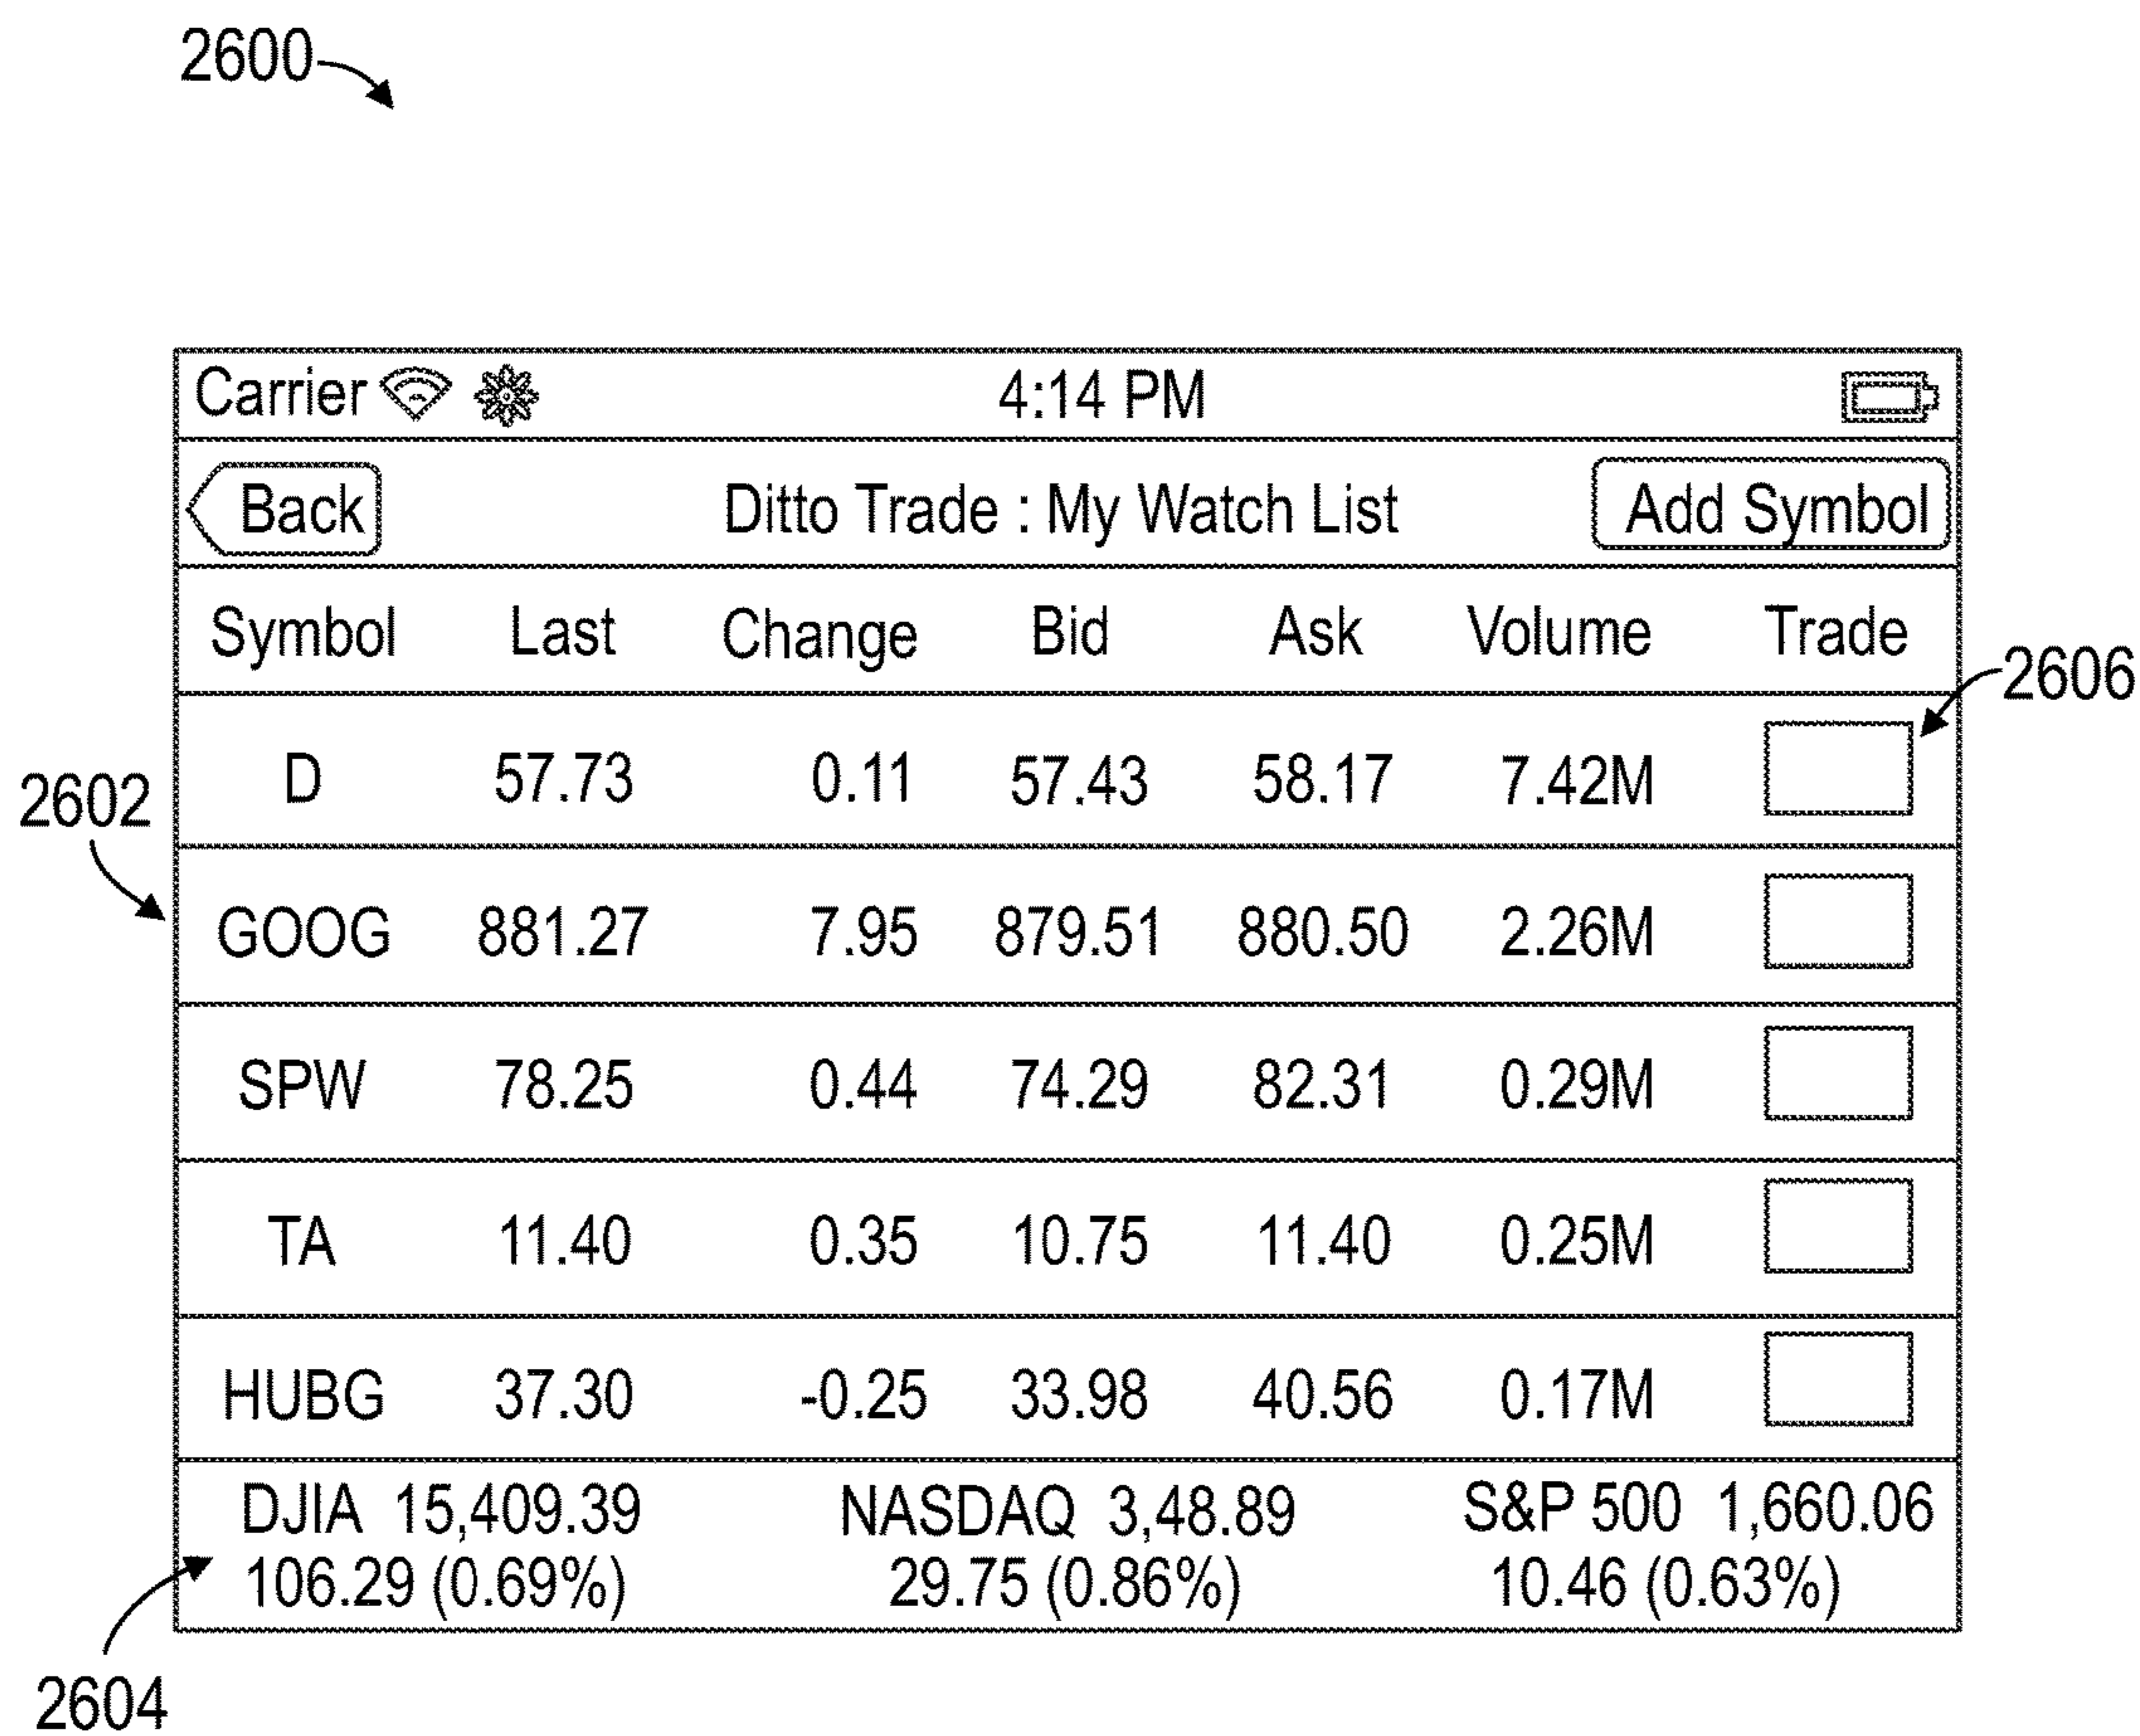 2600
Carrier 4:14 PM
Back Ditto Trade : My Watch List Add Symbol
Symbol Last Change Bid Ask Volume Trade
2606
D 57.73 0.11 57.43 58.17 7.42M
2602
GOOG 881.27 7.95 879.51 880.50 2.26M
SPW 78.25 0.44 74.29 82.31 0.29M
TA 11.40 0.35 10.75 11.40 0.25M
HUBG 37.30 -0.25 33.98 40.56 0.17M
DJIA 15,409.39 NASDAQ 3,48.89 S&P 500 1,660.06
106.29 (0.69%) 29.75 (0.86%) 10.46 (0.63%)
2604